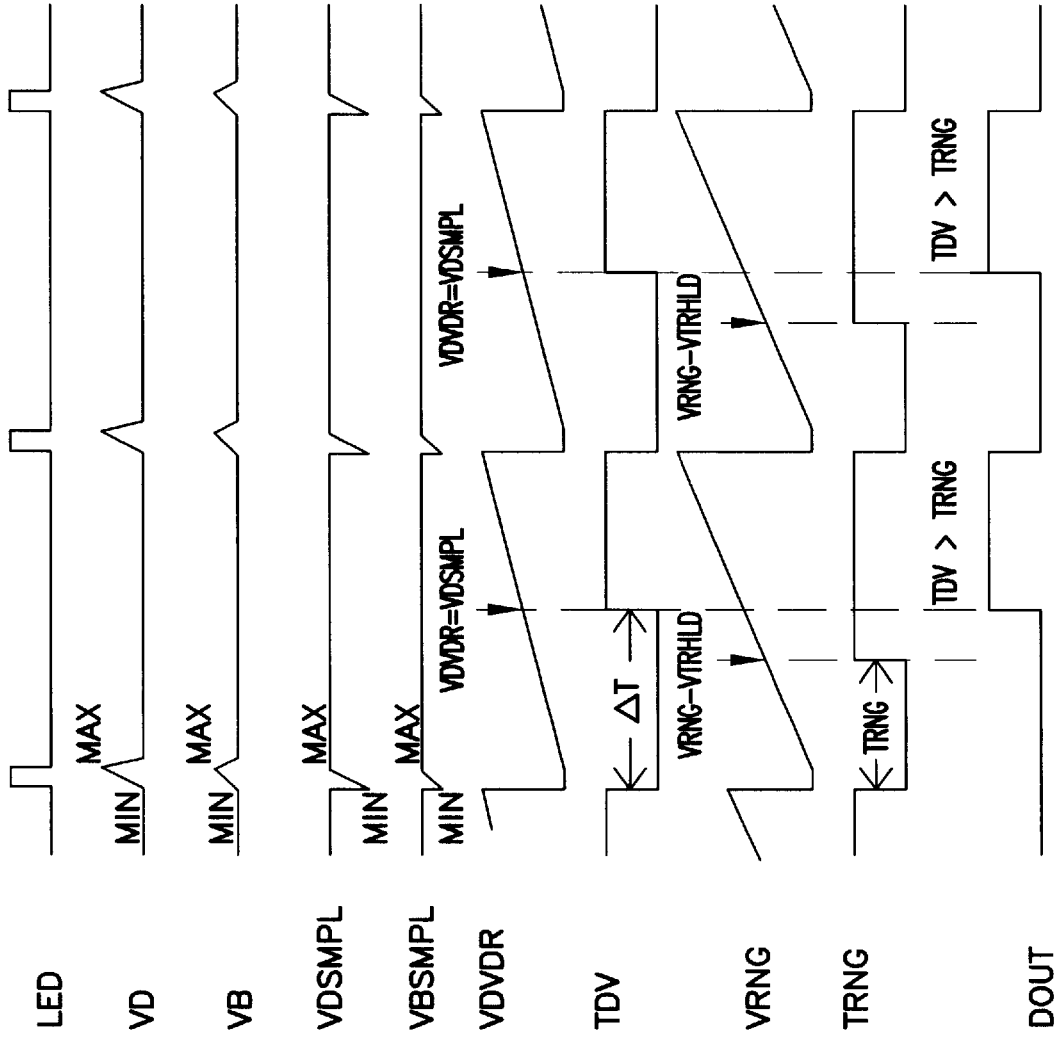 LED
VD
MIN
MAX
VB
MIN
MAX
VDSMPL
MIN
MAX
VBSMPL
MIN
MAX
VDVDR
VDVDR=VDSMPL
VDVDR=VDSMPL
TDV
ΔT
VRNG
VRNG-VTRHLD
VRNG-VTRHLD
TRNG
TRNG
DOUT
TDV > TRNG
TDV > TRNG